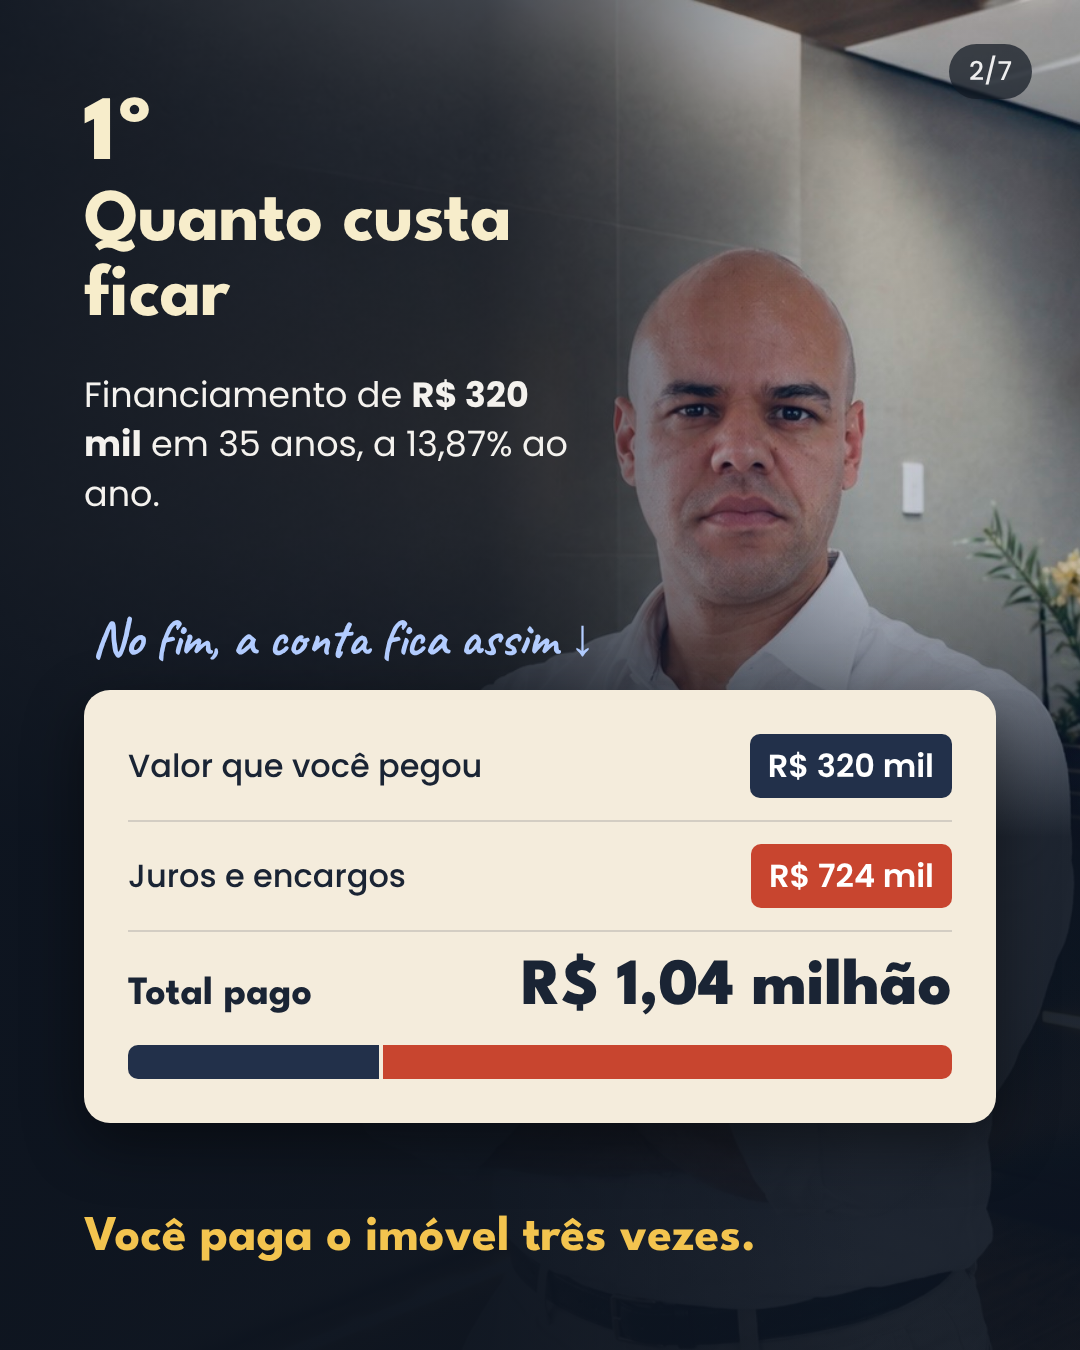 2/7
1º
Quanto custa
ficar
Financiamento de R$ 320
mil em 35 anos, a 13,87% ao
ano.
No fim, a conta fica assim ↓
Valor que você pegou R$ 320 mil
Juros e encargos R$ 724 mil
Total pago R$ 1,04 milhão
Você paga o imóvel três vezes.